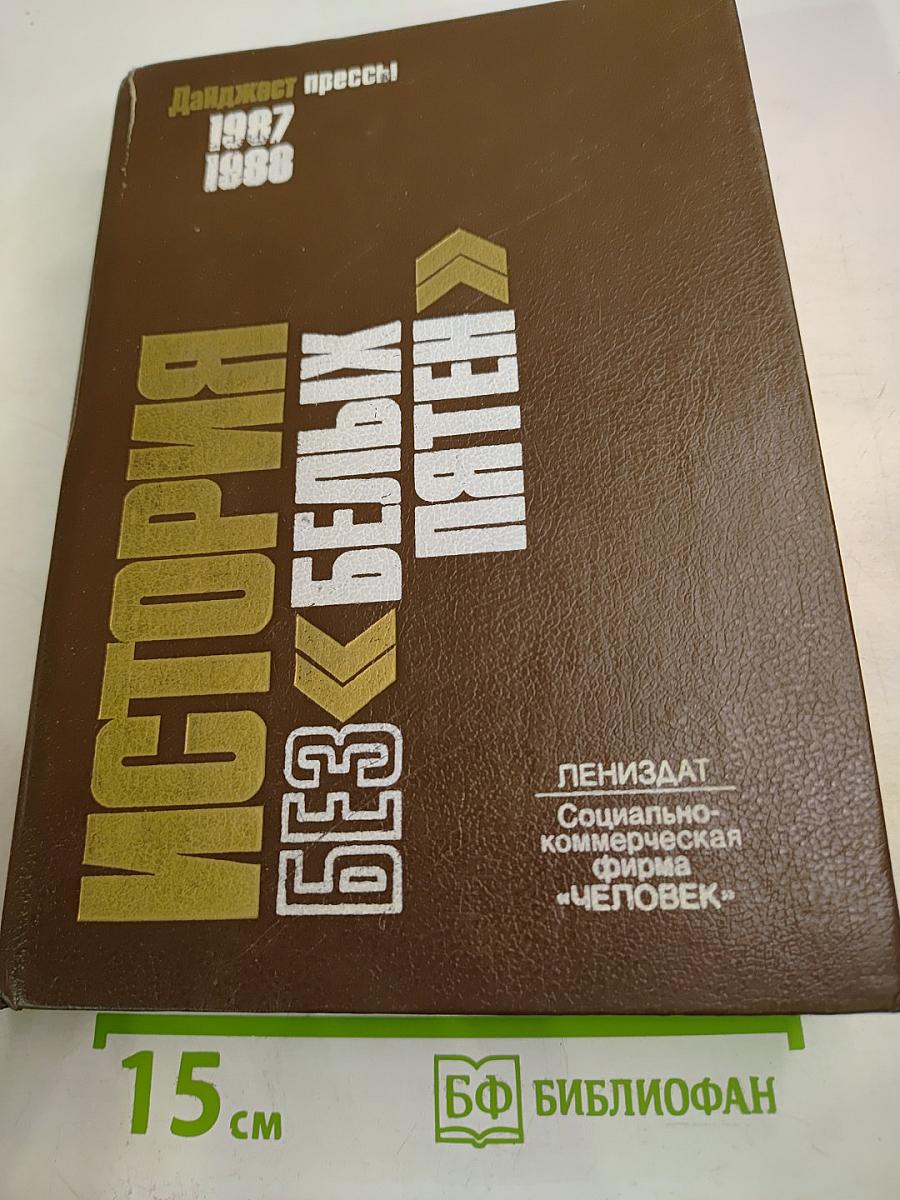 Дайджест прессы
1987
1988
ИСТОРИЯ
БЕЗ «БЕЛЫХ
ПЯТЕН»
ЛЕНИЗДАТ
Социально-
коммерческая
фирма
«ЧЕЛОВЕК»
15 см
БФ БИБЛИОФАН